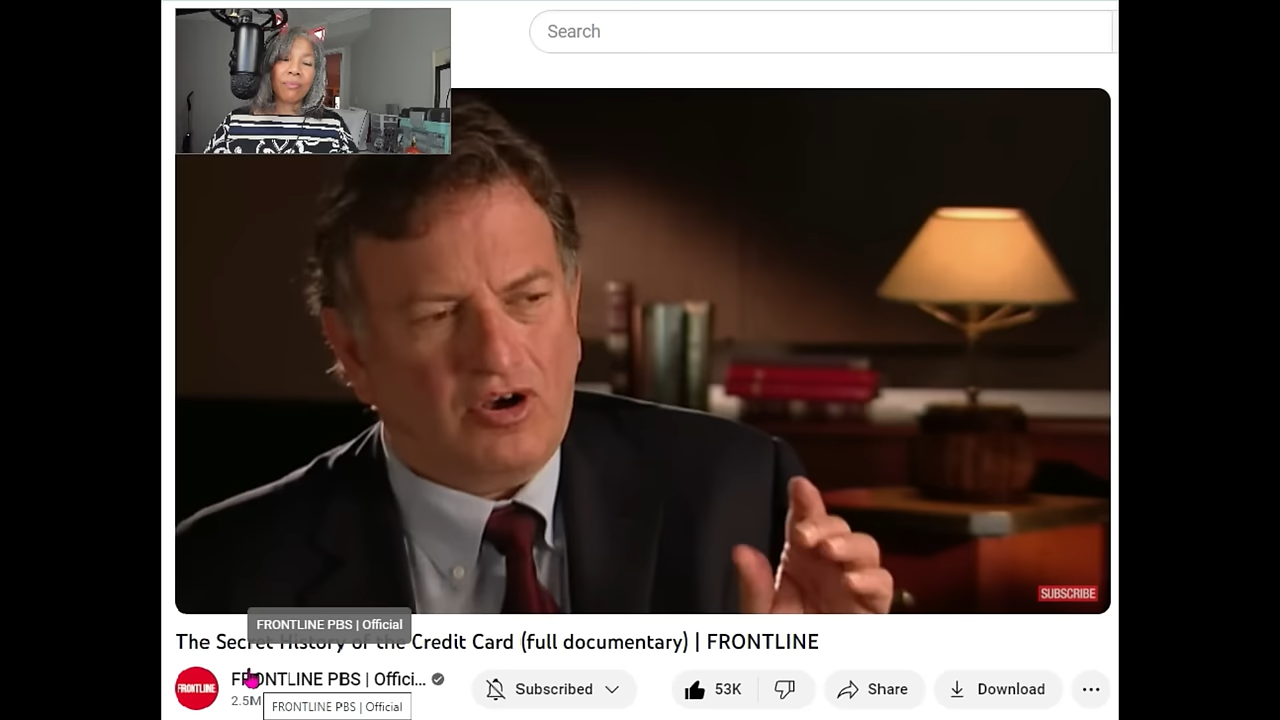 Search
SUBSCRIBE
FRONTLINE PBS | Official
The Secret History of the Credit Card (full documentary) | FRONTLINE
FRONTLINE
FRONTLINE PBS | Offici...
2.5M
FRONTLINE PBS | Official
Subscribed
53K
Share
Download